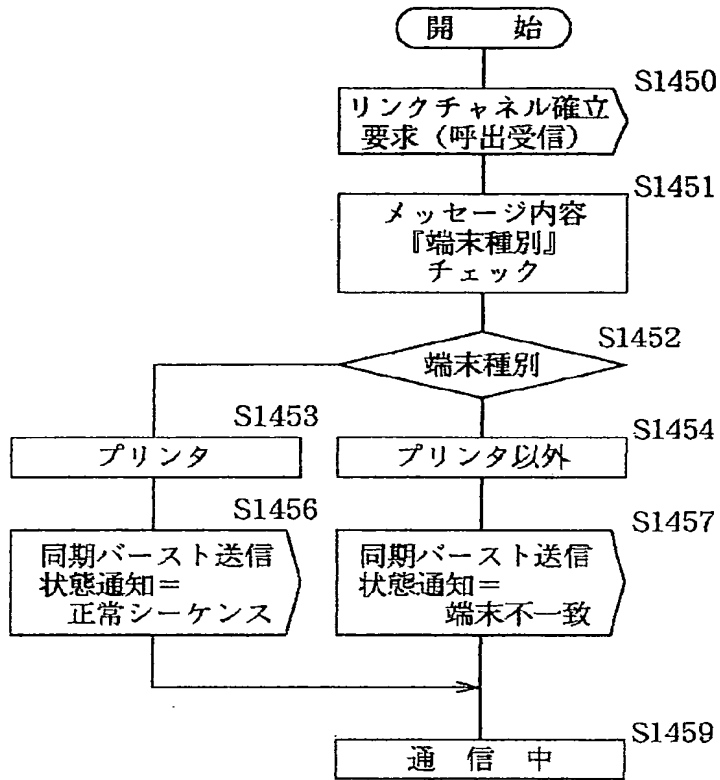 開 始
S1450
リンクチャネル確立
要求（呼出受信）
S1451
メッセージ内容
『端末種別』
チェック
S1452
端末種別
S1453
プリンタ
S1454
プリンタ以外
S1456
同期バースト送信
状態通知＝
正常シーケンス
S1457
同期バースト送信
状態通知＝
端末不一致
S1459
通 信 中